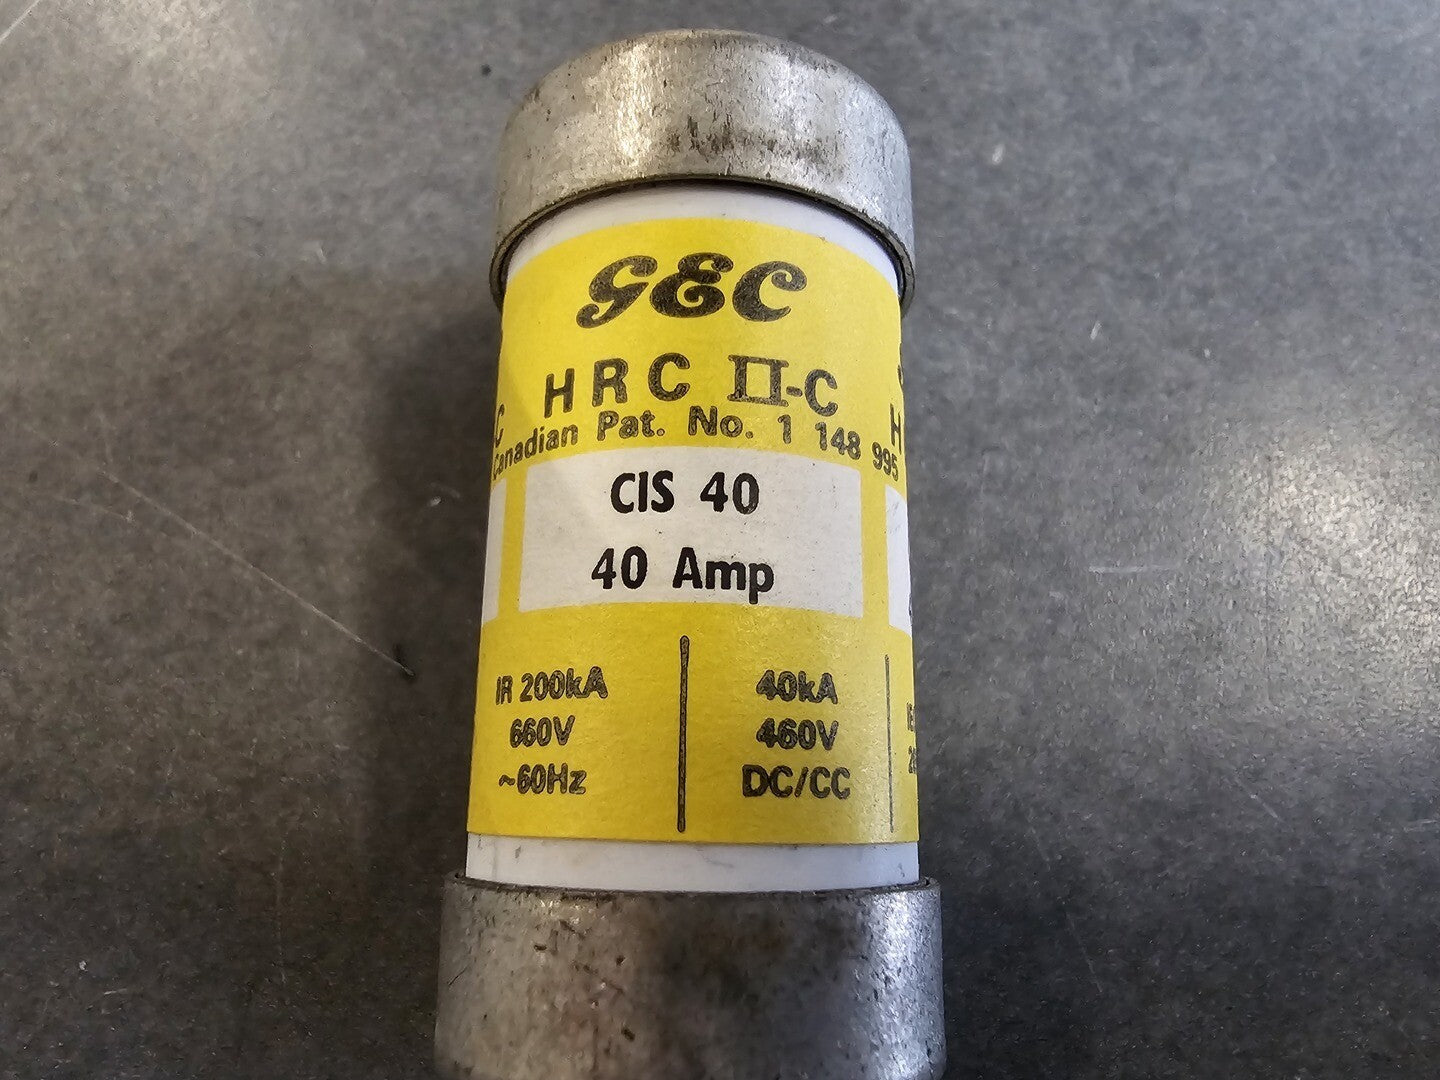 GEC
HRC II-C
Canadian Pat. No. 1 148 995
CIS 40
40 Amp
IR 200kA
660V
~60Hz
40kA
460V
DC/CC